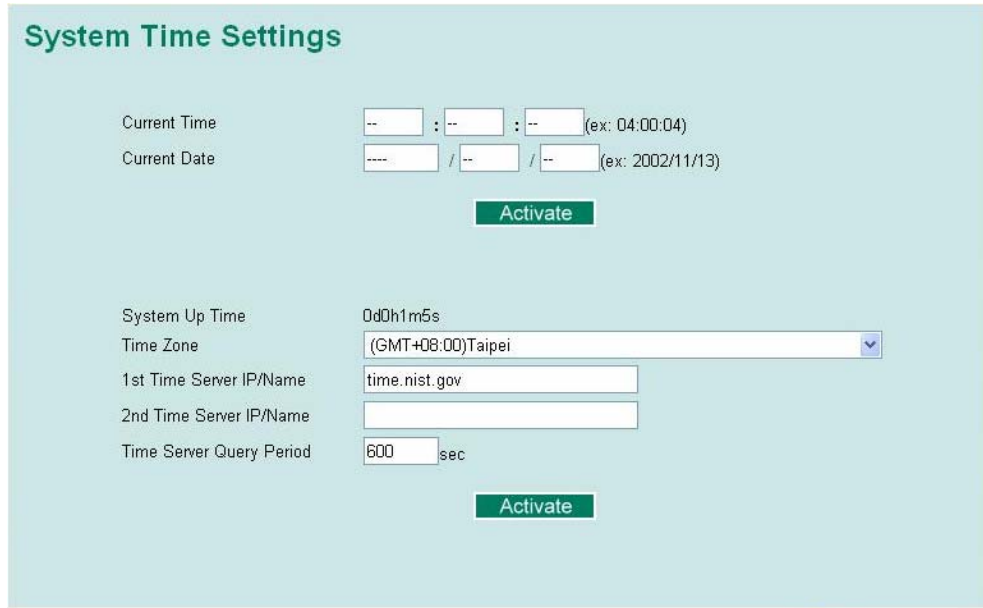 System Time Settings
Current Time -- : -- : -- (ex: 04:00:04)
Current Date ---- / -- / -- (ex: 2002/11/13)
Activate
System Up Time 0d0h1m5s
Time Zone (GMT+08:00)Taipei
1st Time Server IP/Name time.nist.gov
2nd Time Server IP/Name
Time Server Query Period 600 sec
Activate